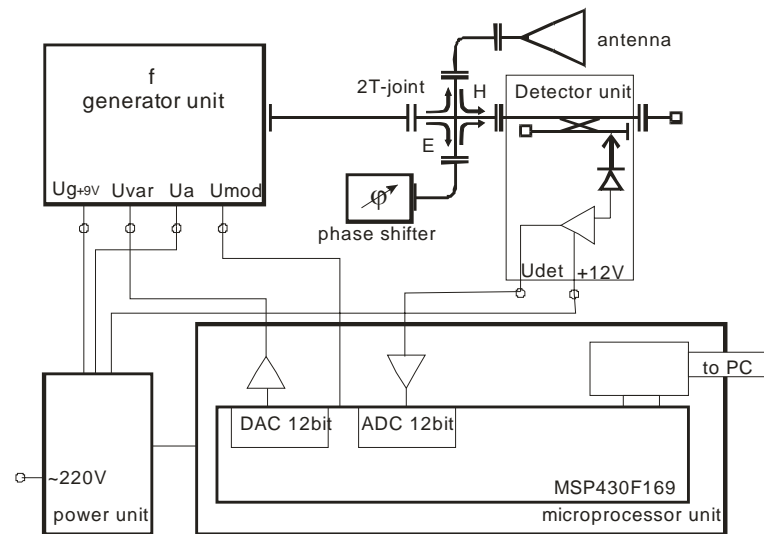 antenna
f
generator unit
2T-joint
H
Detector unit
E
Ug+9V Uvar Ua Umod
φ
phase shifter
Udet +12V
to PC
DAC 12bit ADC 12bit
~220V
MSP430F169
power unit
microprocessor unit